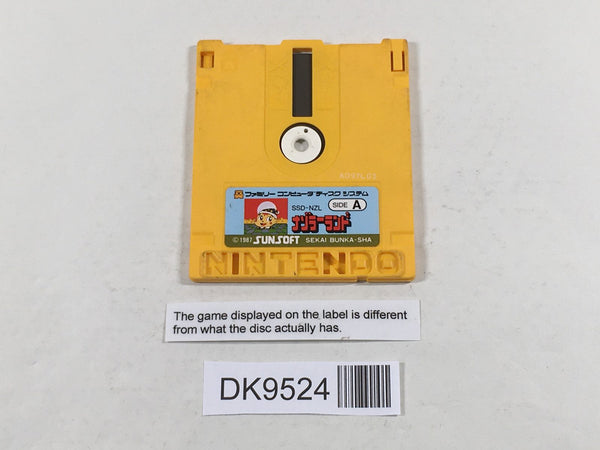 A097LG3
ファミリー コンピュータ ディスク システム
SSD-NZL
SIDE A
ナゾラーランド
© 1987 SUNSOFT SEKAI BUNKA-SHA
NINTENDO
The game displayed on the label is different
from what the disc actually has.
DK9524